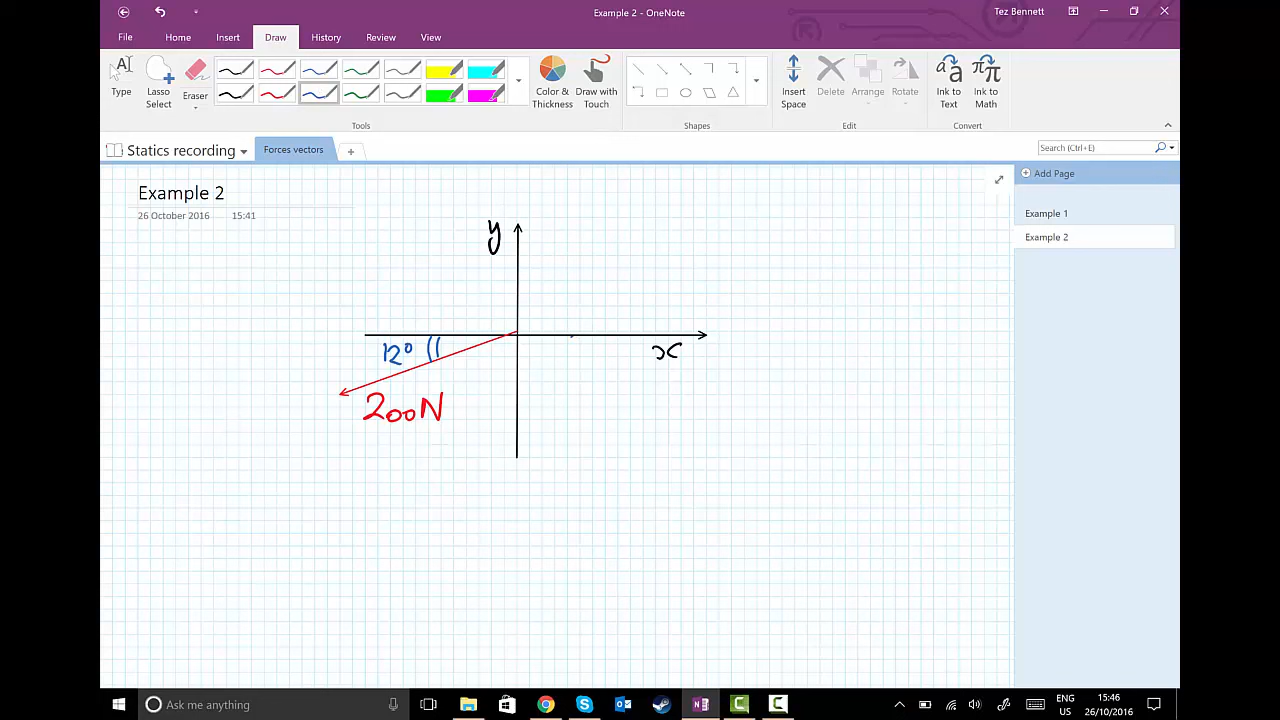 Example 2 - OneNote
Tez Bennett
File Home Insert Draw History Review View
A
Type
Lasso Select
Eraser
Color & Thickness
Draw with Touch
Insert Space
Delete
Arrange
Rotate
Ink to Text
Ink to Math
Tools
Shapes
Edit
Convert
Statics recording
Forces vectors
+
Search (Ctrl+E)
Add Page
Example 1
Example 2
Example 2
26 October 2016 15:41
y
12°
x
200N
Ask me anything
ENG
US
15:46
26/10/2016